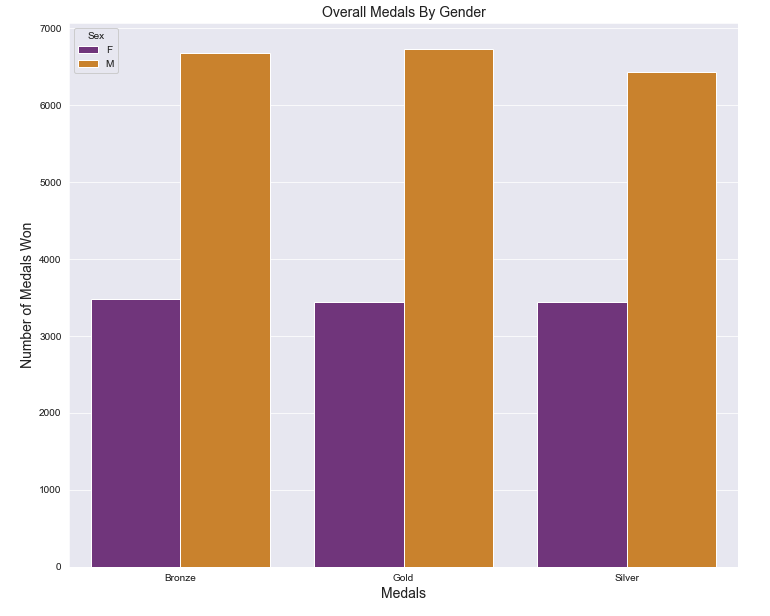 Overall Medals By Gender
Sex
F
M
7000
6000
5000
4000
3000
2000
1000
0
Number of Medals Won
Bronze Gold Silver
Medals